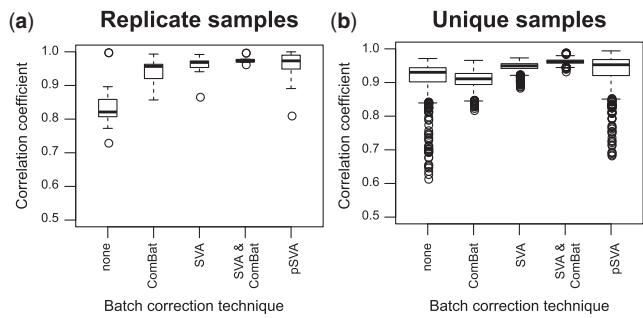 (a) Replicate samples
Correlation coefficient
1.0
0.9
0.8
0.7
0.6
0.5
none
ComBat
SVA
SVA &
ComBat
pSVA
Batch correction technique
(b) Unique samples
Correlation coefficient
1.0
0.9
0.8
0.7
0.6
0.5
none
ComBat
SVA
SVA &
ComBat
pSVA
Batch correction technique